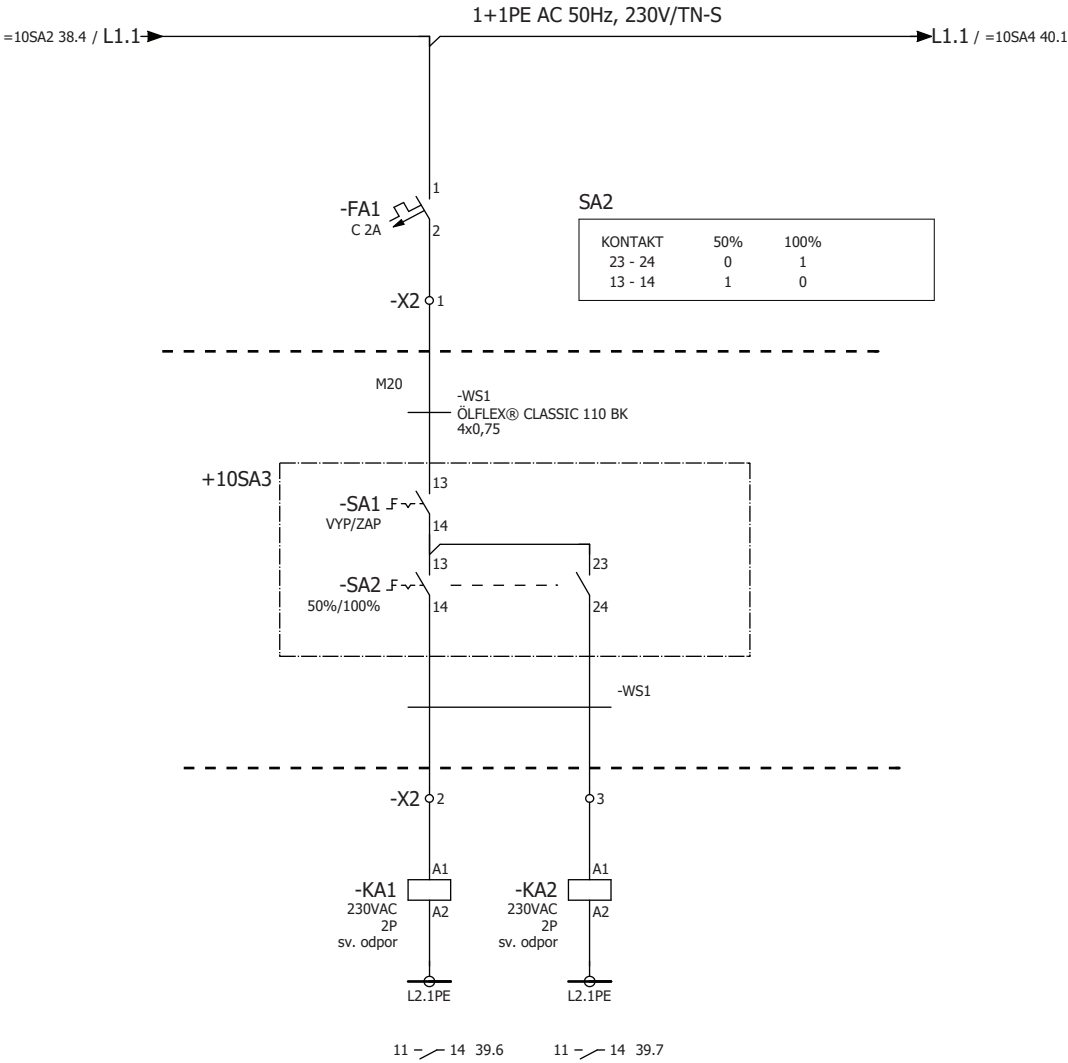 1+1PE AC 50Hz, 230V/TN-S
=10SA2 38.4 / L1.1
L1.1 / =10SA4 40.1
1
-FA1
C 2A
2
SA2
KONTAKT 50% 100%
23 - 24 0 1
13 - 14 1 0
-X2 1
M20
-WS1
ÖLFLEX® CLASSIC 110 BK
4x0,75
+10SA3
13
-SA1
VYP/ZAP
14
13 23
-SA2
50%/100%
14 24
-WS1
-X2 2 3
A1 A1
-KA1 -KA2
230VAC A2 230VAC A2
2P 2P
sv. odpor sv. odpor
L2.1PE L2.1PE
11 14 39.6 11 14 39.7